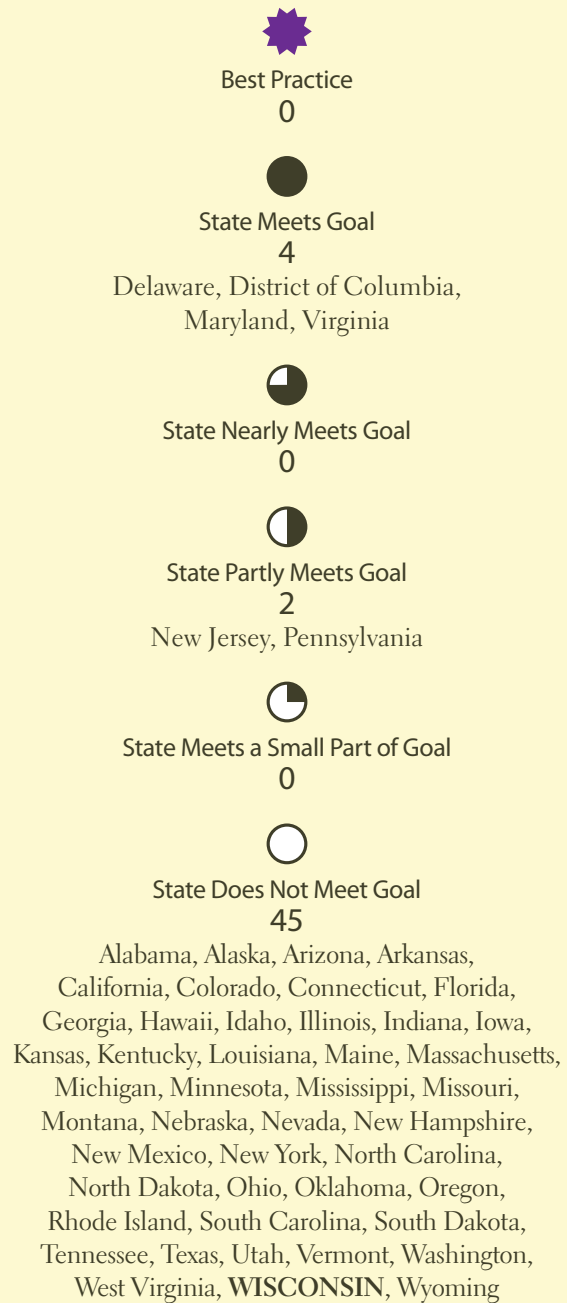 Best Practice
0
State Meets Goal
4
Delaware, District of Columbia,
Maryland, Virginia
State Nearly Meets Goal
0
State Partly Meets Goal
2
New Jersey, Pennsylvania
State Meets a Small Part of Goal
0
State Does Not Meet Goal
45
Alabama, Alaska, Arizona, Arkansas,
California, Colorado, Connecticut, Florida,
Georgia, Hawaii, Idaho, Illinois, Indiana, Iowa,
Kansas, Kentucky, Louisiana, Maine, Massachusetts,
Michigan, Minnesota, Mississippi, Missouri,
Montana, Nebraska, Nevada, New Hampshire,
New Mexico, New York, North Carolina,
North Dakota, Ohio, Oklahoma, Oregon,
Rhode Island, South Carolina, South Dakota,
Tennessee, Texas, Utah, Vermont, Washington,
West Virginia, WISCONSIN, Wyoming